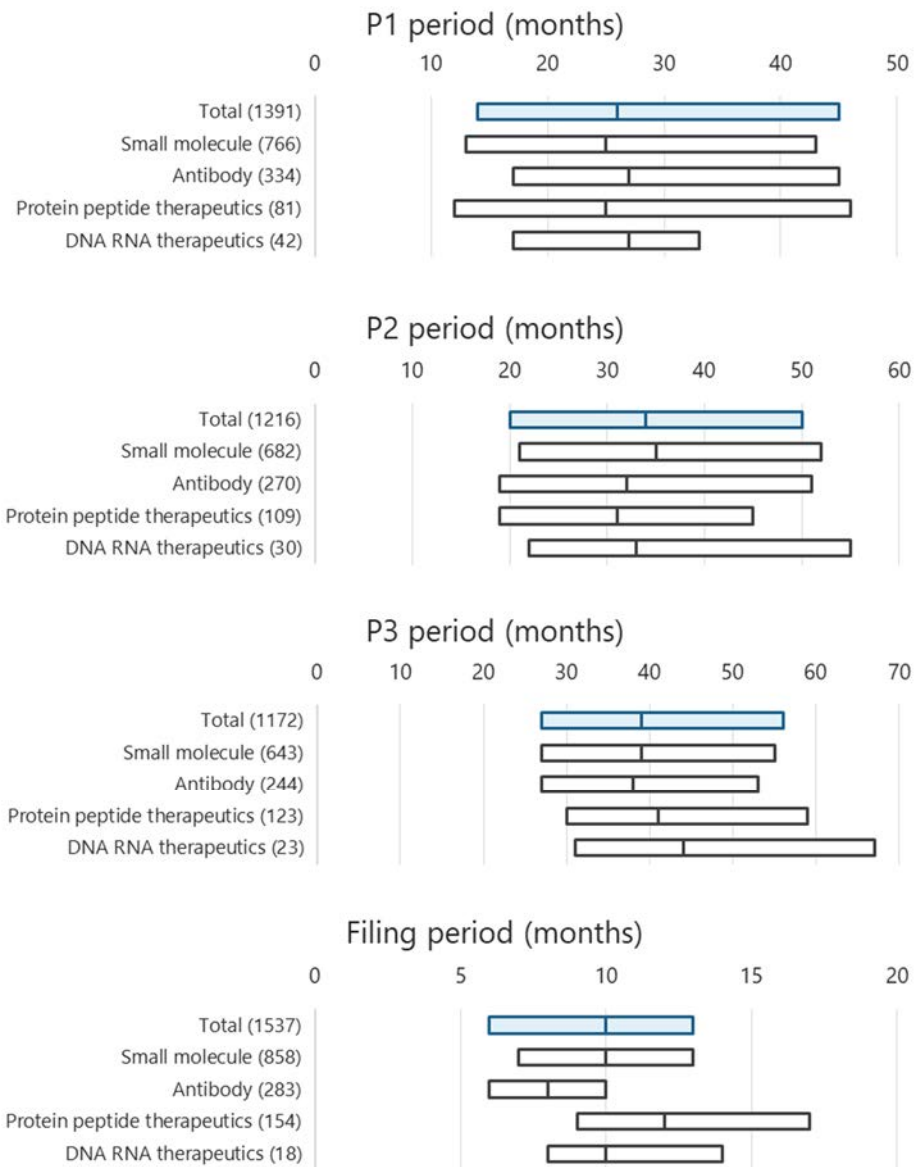 P1 period (months)
0 10 20 30 40 50
Total (1391)
Small molecule (766)
Antibody (334)
Protein peptide therapeutics (81)
DNA RNA therapeutics (42)
P2 period (months)
0 10 20 30 40 50 60
Total (1216)
Small molecule (682)
Antibody (270)
Protein peptide therapeutics (109)
DNA RNA therapeutics (30)
P3 period (months)
0 10 20 30 40 50 60 70
Total (1172)
Small molecule (643)
Antibody (244)
Protein peptide therapeutics (123)
DNA RNA therapeutics (23)
Filing period (months)
0 5 10 15 20
Total (1537)
Small molecule (858)
Antibody (283)
Protein peptide therapeutics (154)
DNA RNA therapeutics (18)